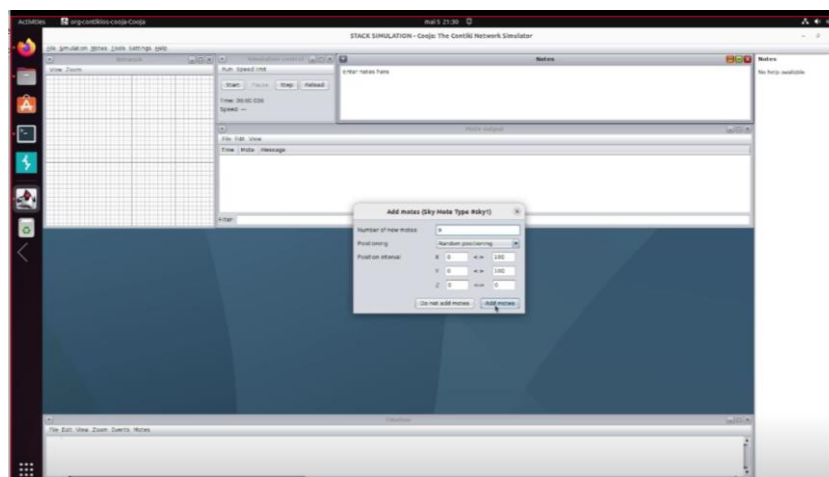 Activities org-contikios-cooja-Cooja mai 5 21:30
STACK SIMULATION - Cooja: The Contiki Network Simulator
File Simulation Motes Tools Settings Help
Network
View Zoom
Simulation control
Run Speed limit
Start Pause Step Reload
Time: 00:00.000
Speed: ---
Notes
Enter notes here
Notes
No help available
Mote output
File Edit View
Time Mote Message
Filter:
Add motes (Sky Mote Type #sky1)
Number of new motes
Positioning Random positioning
Position interval X 0 <-> 100
Y 0 <-> 100
Z 0 <-> 0
Do not add motes Add motes
Timeline
File Edit View Zoom Events Motes